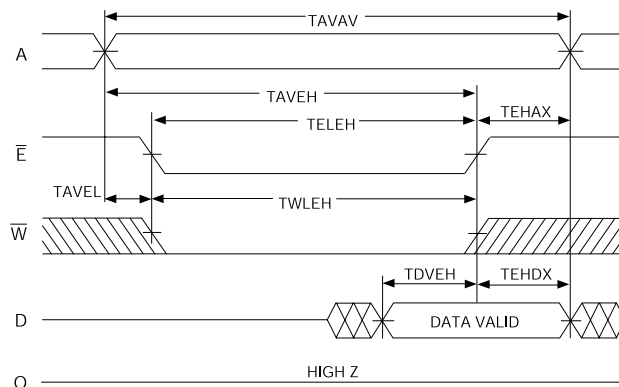 TAVAV
A
TAVEH
TELEH
TEHAX
E
TAVEL
TWLEH
W
TDVEH
TEHDX
D
DATA VALID
HIGH Z
Q